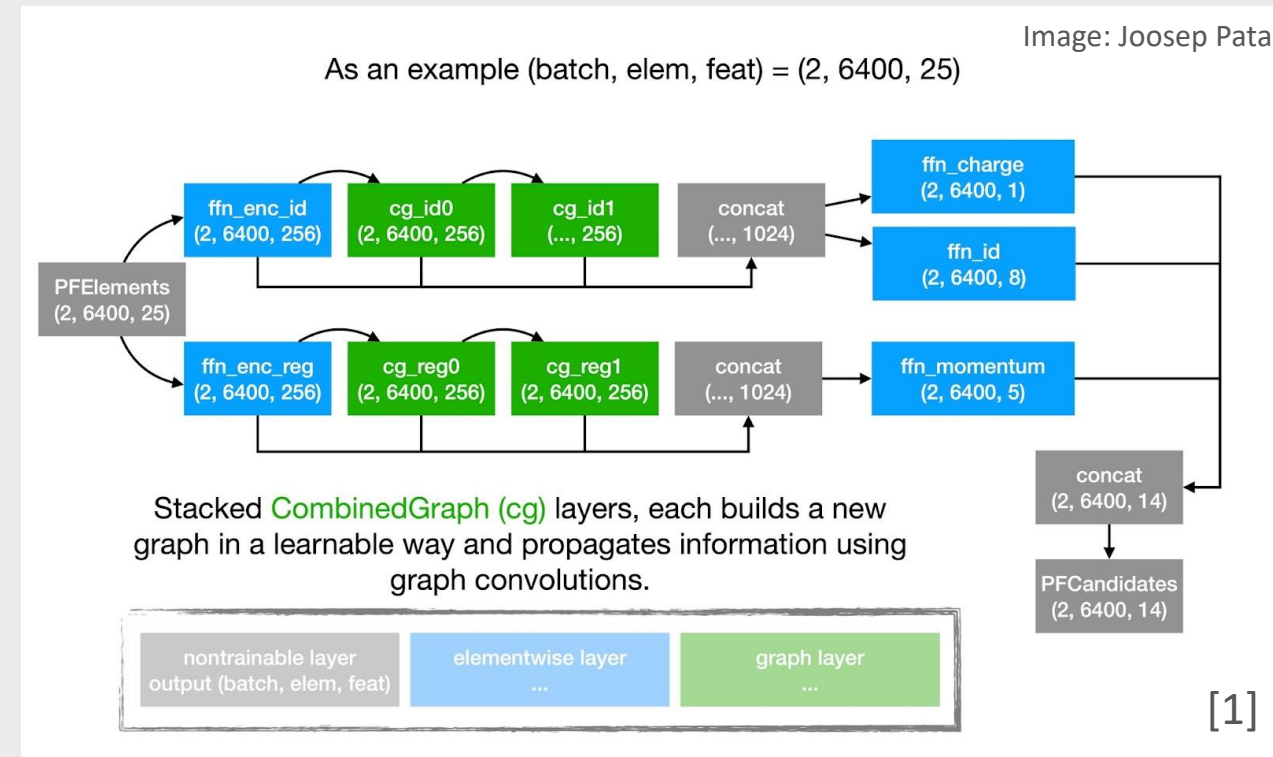 Image: Joosep Pata
As an example (batch, elem, feat) = (2, 6400, 25)
PFElements
(2, 6400, 25)
ffn_enc_id
(2, 6400, 256)
cg_id0
(2, 6400, 256)
cg_id1
(..., 256)
concat
(..., 1024)
ffn_charge
(2, 6400, 1)
ffn_id
(2, 6400, 8)
ffn_enc_reg
(2, 6400, 256)
cg_reg0
(2, 6400, 256)
cg_reg1
(2, 6400, 256)
concat
(..., 1024)
ffn_momentum
(2, 6400, 5)
concat
(2, 6400, 14)
PFCandidates
(2, 6400, 14)
Stacked CombinedGraph (cg) layers, each builds a new
graph in a learnable way and propagates information using
graph convolutions.
nontrainable layer
output (batch, elem, feat)
elementwise layer
...
graph layer
...
[1]